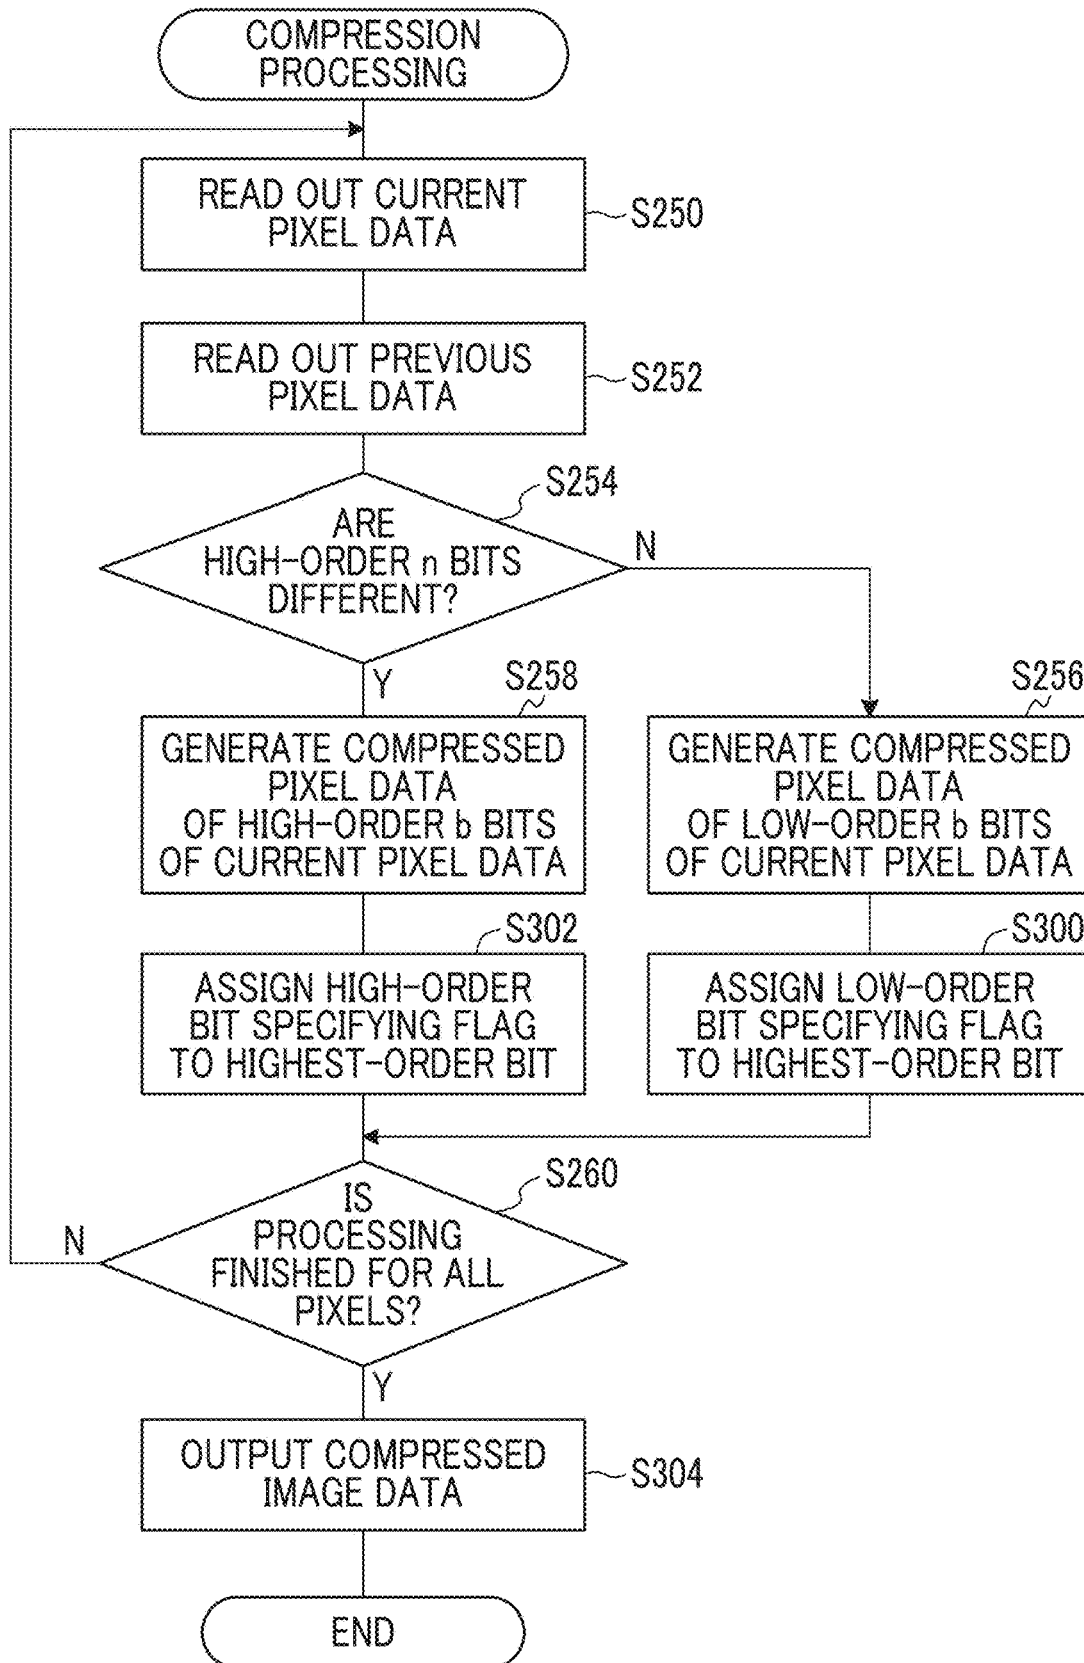 COMPRESSION
PROCESSING
READ OUT CURRENT
PIXEL DATA
S250
READ OUT PREVIOUS
PIXEL DATA
S252
S254
ARE
HIGH-ORDER n BITS
DIFFERENT?
N
Y
S258
GENERATE COMPRESSED
PIXEL DATA
OF HIGH-ORDER b BITS
OF CURRENT PIXEL DATA
S256
GENERATE COMPRESSED
PIXEL DATA
OF LOW-ORDER b BITS
OF CURRENT PIXEL DATA
S302
ASSIGN HIGH-ORDER
BIT SPECIFYING FLAG
TO HIGHEST-ORDER BIT
S300
ASSIGN LOW-ORDER
BIT SPECIFYING FLAG
TO HIGHEST-ORDER BIT
S260
IS
PROCESSING
FINISHED FOR ALL
PIXELS?
N
Y
OUTPUT COMPRESSED
IMAGE DATA
S304
END